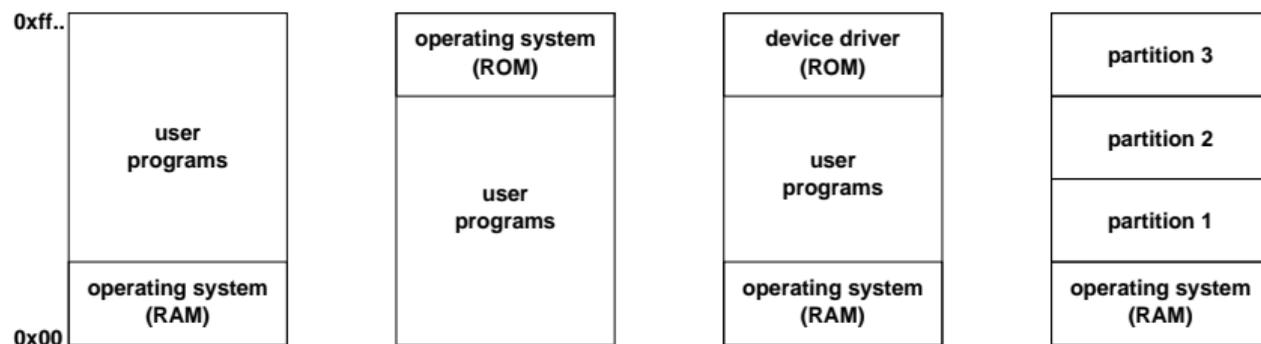 0xff..
user
programs
operating system
(RAM)
0x00
operating system
(ROM)
user
programs
device driver
(ROM)
user
programs
operating system
(RAM)
partition 3
partition 2
partition 1
operating system
(RAM)